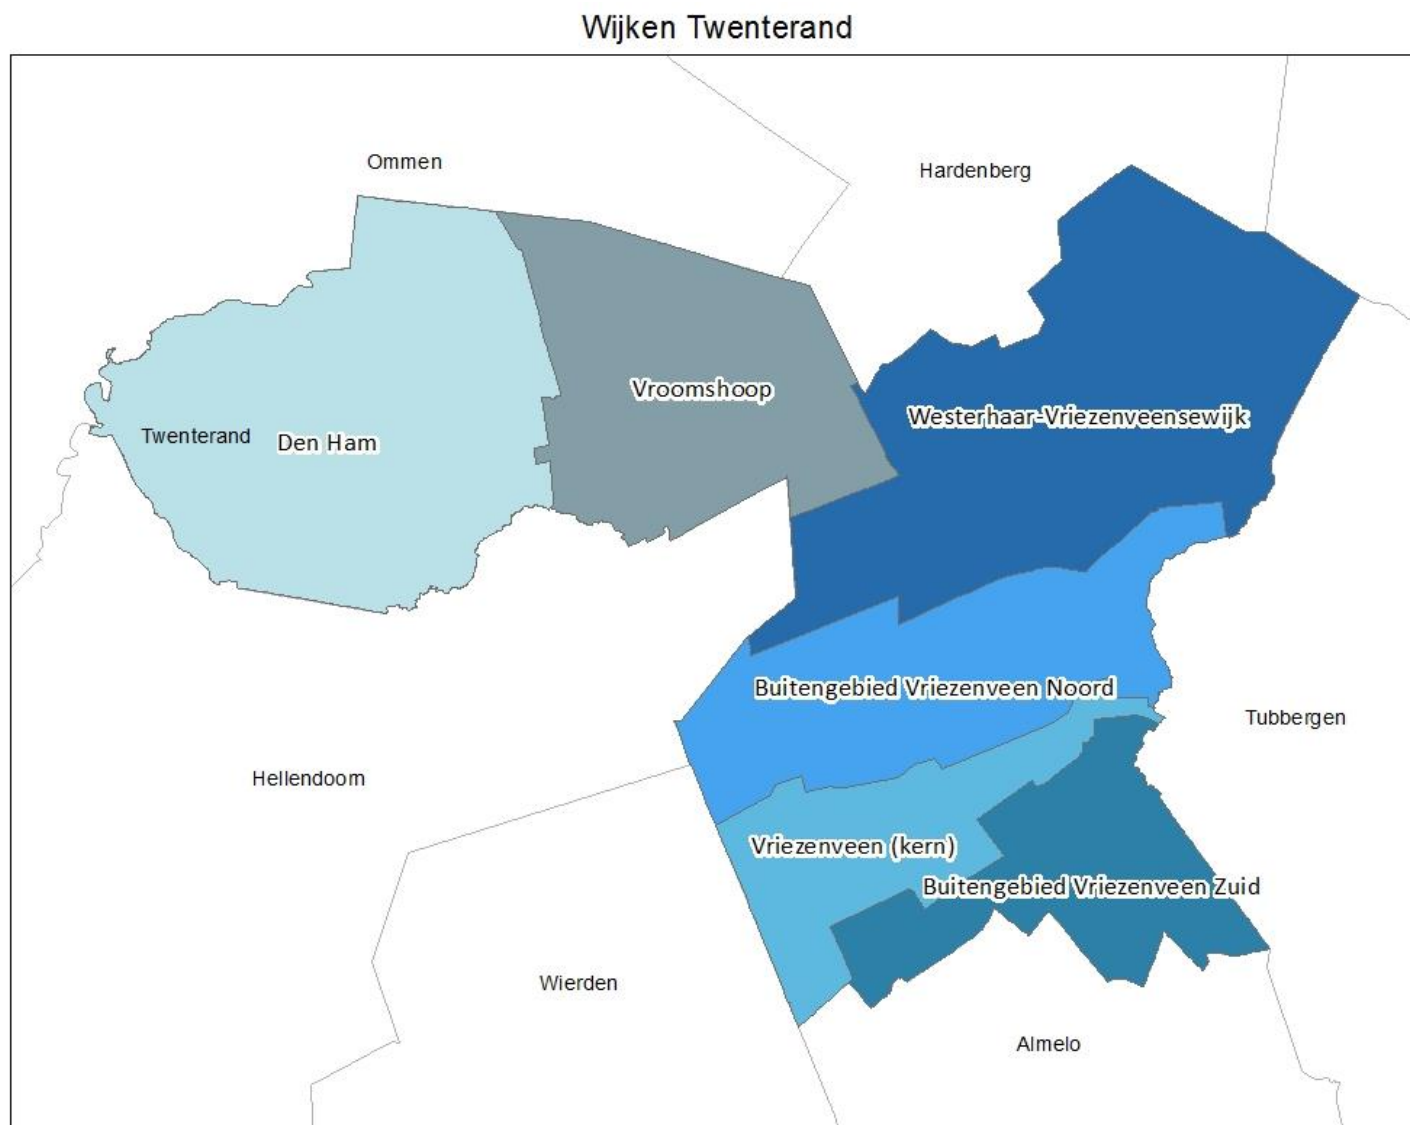 Wijken Twenterand
Ommen
Hardenberg
Vroomshoop
Westerhaar-Vriezenveensewijk
Twenterand
Den Ham
Buitengebied Vriezenveen Noord
Tubbergen
Hellendoorn
Vriezenveen (kern)
Buitengebied Vriezenveen Zuid
Wierden
Almelo